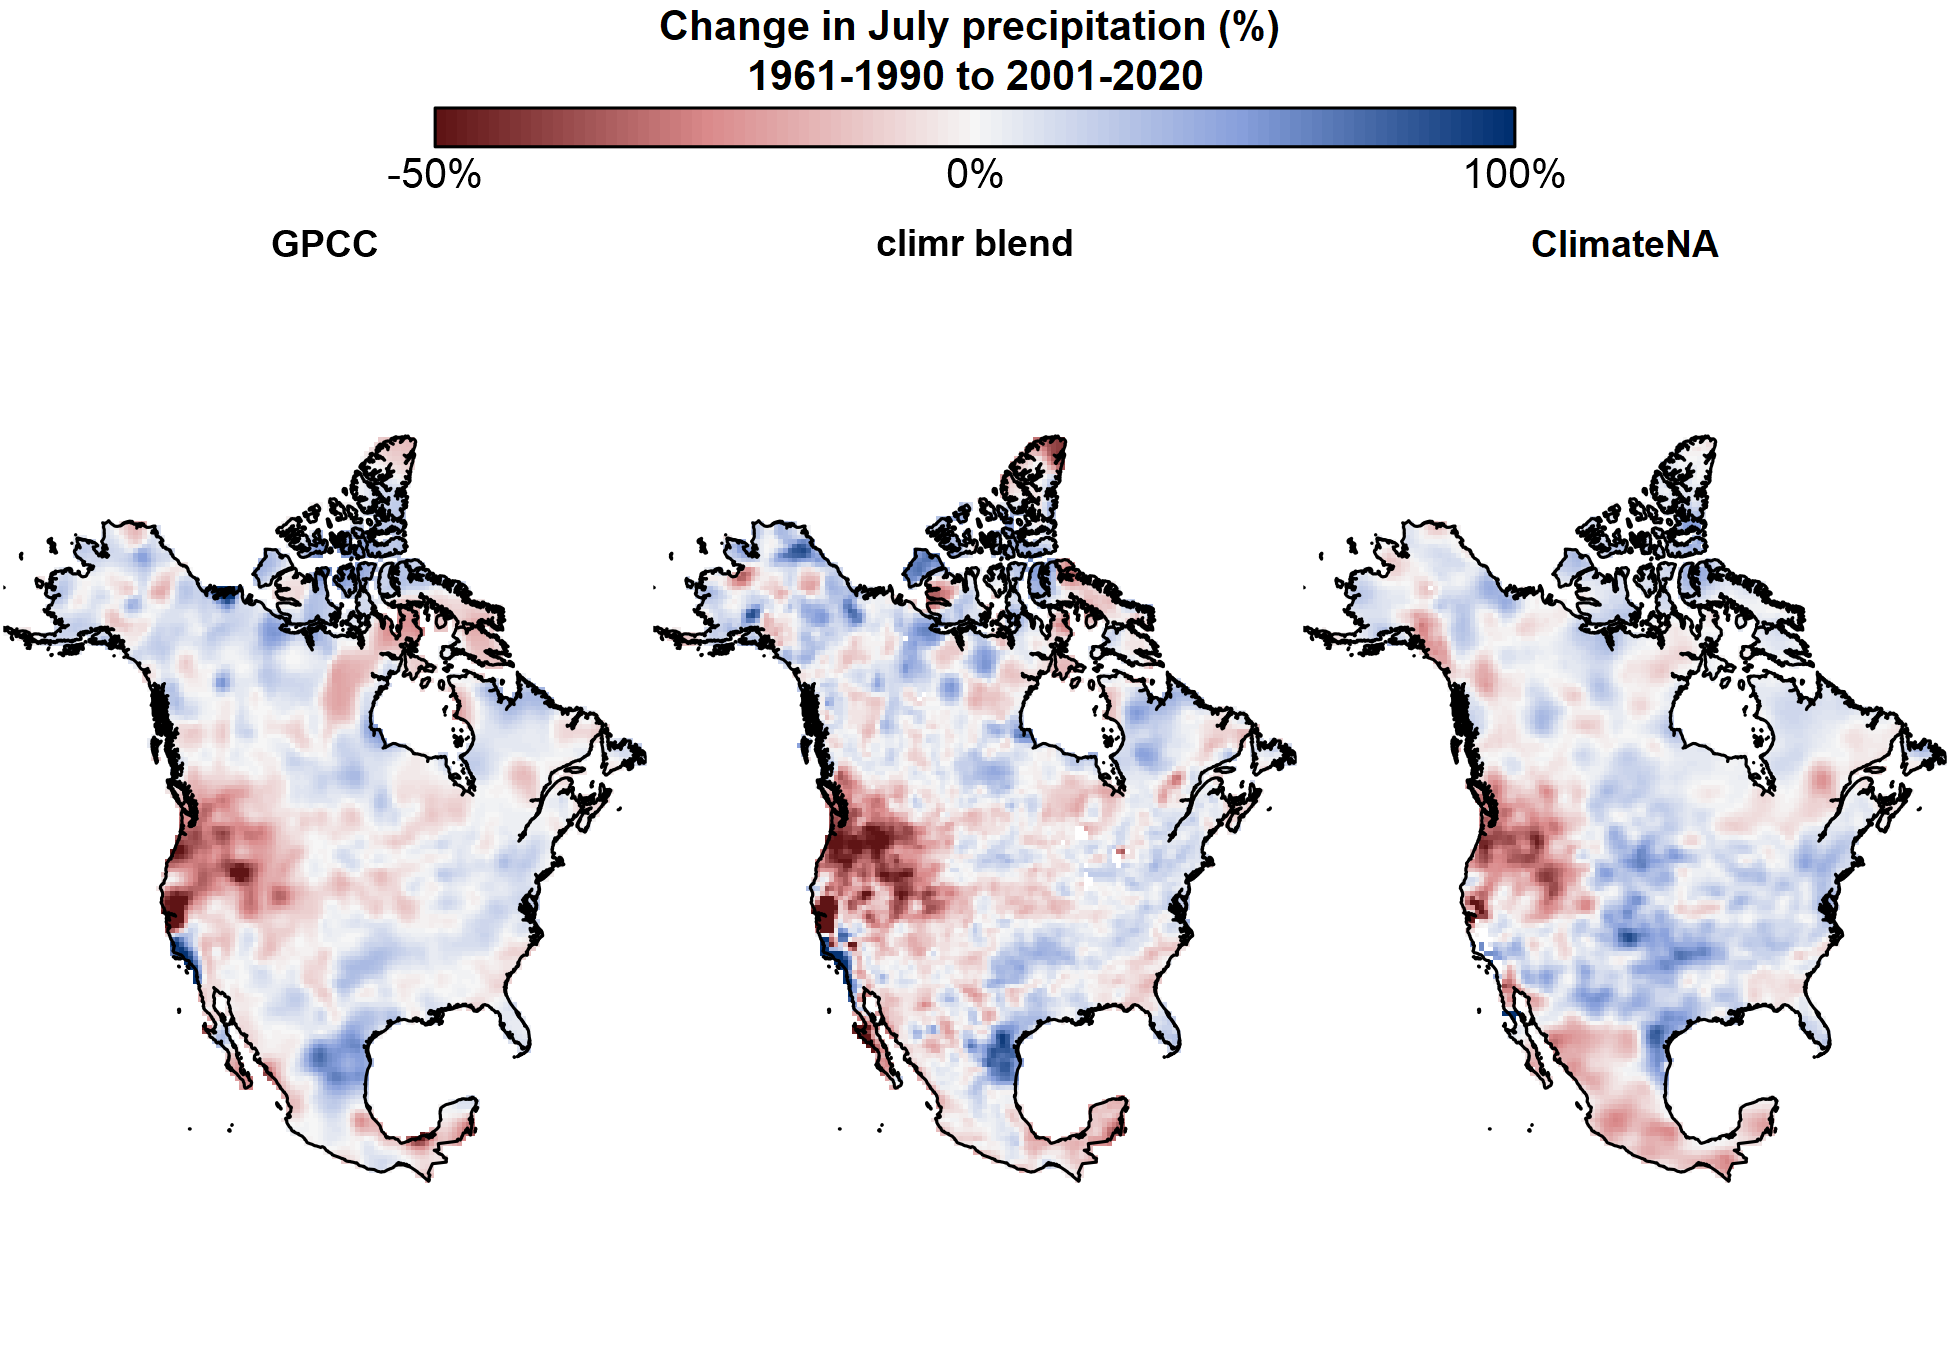 Change in July precipitation (%)
1961-1990 to 2001-2020
-50% 0% 100%
GPCC climr blend ClimateNA